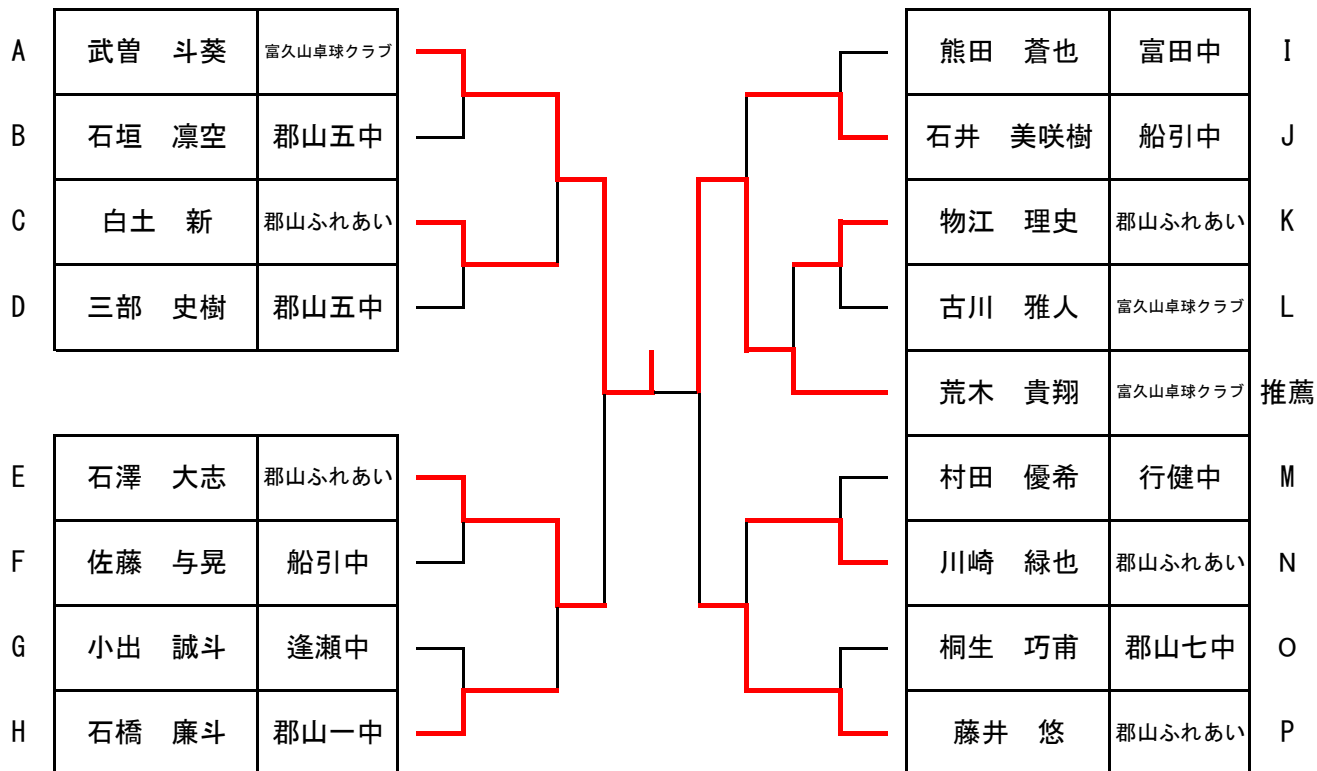 A 武曽　斗葵 富久山卓球クラブ
B 石垣　凛空 郡山五中
C 白土　新 郡山ふれあい
D 三部　史樹 郡山五中
E 石澤　大志 郡山ふれあい
F 佐藤　与晃 船引中
G 小出　誠斗 逢瀬中
H 石橋　廉斗 郡山一中
熊田　蒼也 富田中 I
石井　美咲樹 船引中 J
物江　理史 郡山ふれあい K
古川　雅人 富久山卓球クラブ L
荒木　貴翔 富久山卓球クラブ 推薦
村田　優希 行健中 M
川崎　緑也 郡山ふれあい N
桐生　巧甫 郡山七中 O
藤井　悠 郡山ふれあい P